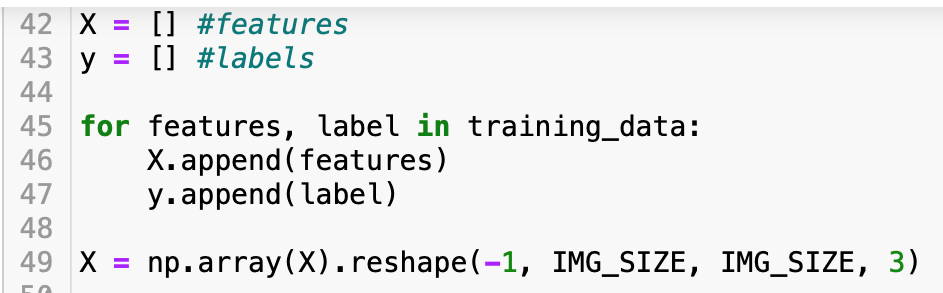 42 X = [] #features
43 y = [] #labels
44
45 for features, label in training_data:
46     X.append(features)
47     y.append(label)
48
49 X = np.array(X).reshape(-1, IMG_SIZE, IMG_SIZE, 3)